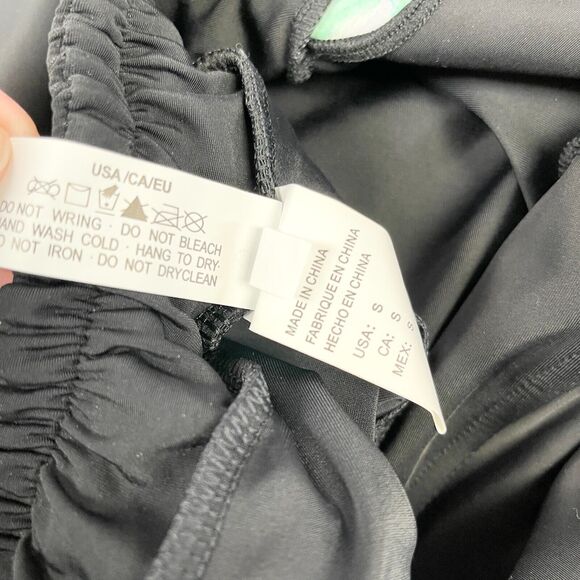 USA /CA/EU
DO NOT WRING · DO NOT BLEACH
HAND WASH COLD · HANG TO DRY·
DO NOT IRON · DO NOT DRYCLEAN
MADE IN CHINA
FABRIQUE EN CHINA
HECHO EN CHINA
USA: S
CA: S
MEX: S